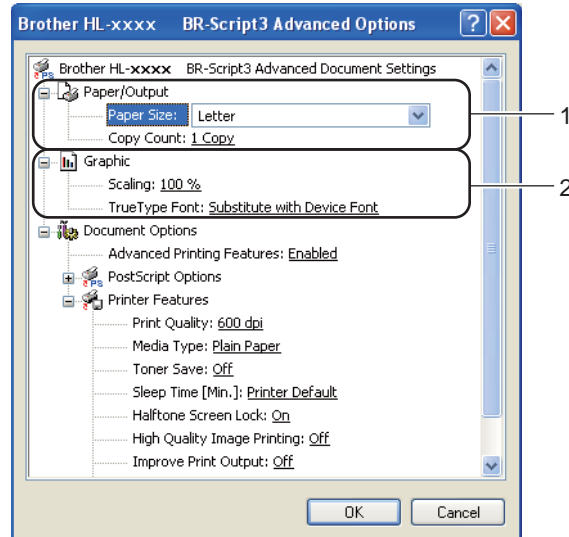 Brother HL-xxxx BR-Script3 Advanced Options
Brother HL-xxxx BR-Script3 Advanced Document Settings
Paper/Output
Paper Size: Letter
1
Copy Count: 1 Copy
Graphic
2
Scaling: 100 %
TrueType Font: Substitute with Device Font
Document Options
Advanced Printing Features: Enabled
PS PostScript Options
Printer Features
Print Quality: 600 dpi
Media Type: Plain Paper
Toner Save: Off
Sleep Time [Min.]: Printer Default
Halftone Screen Lock: On
High Quality Image Printing: Off
Improve Print Output: Off
OK Cancel